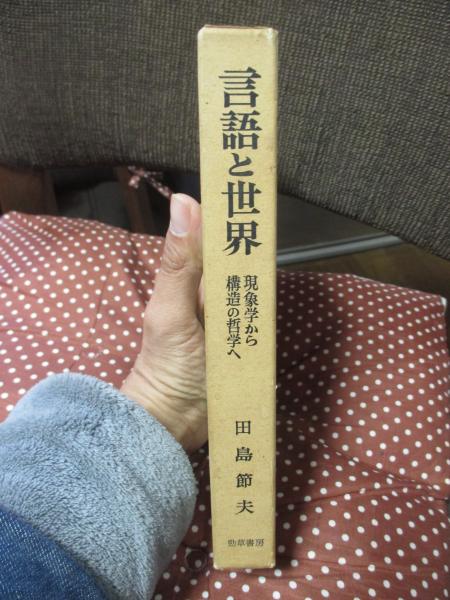 言語と世界
現象学から
構造の哲学へ
田島節夫
勁草書房